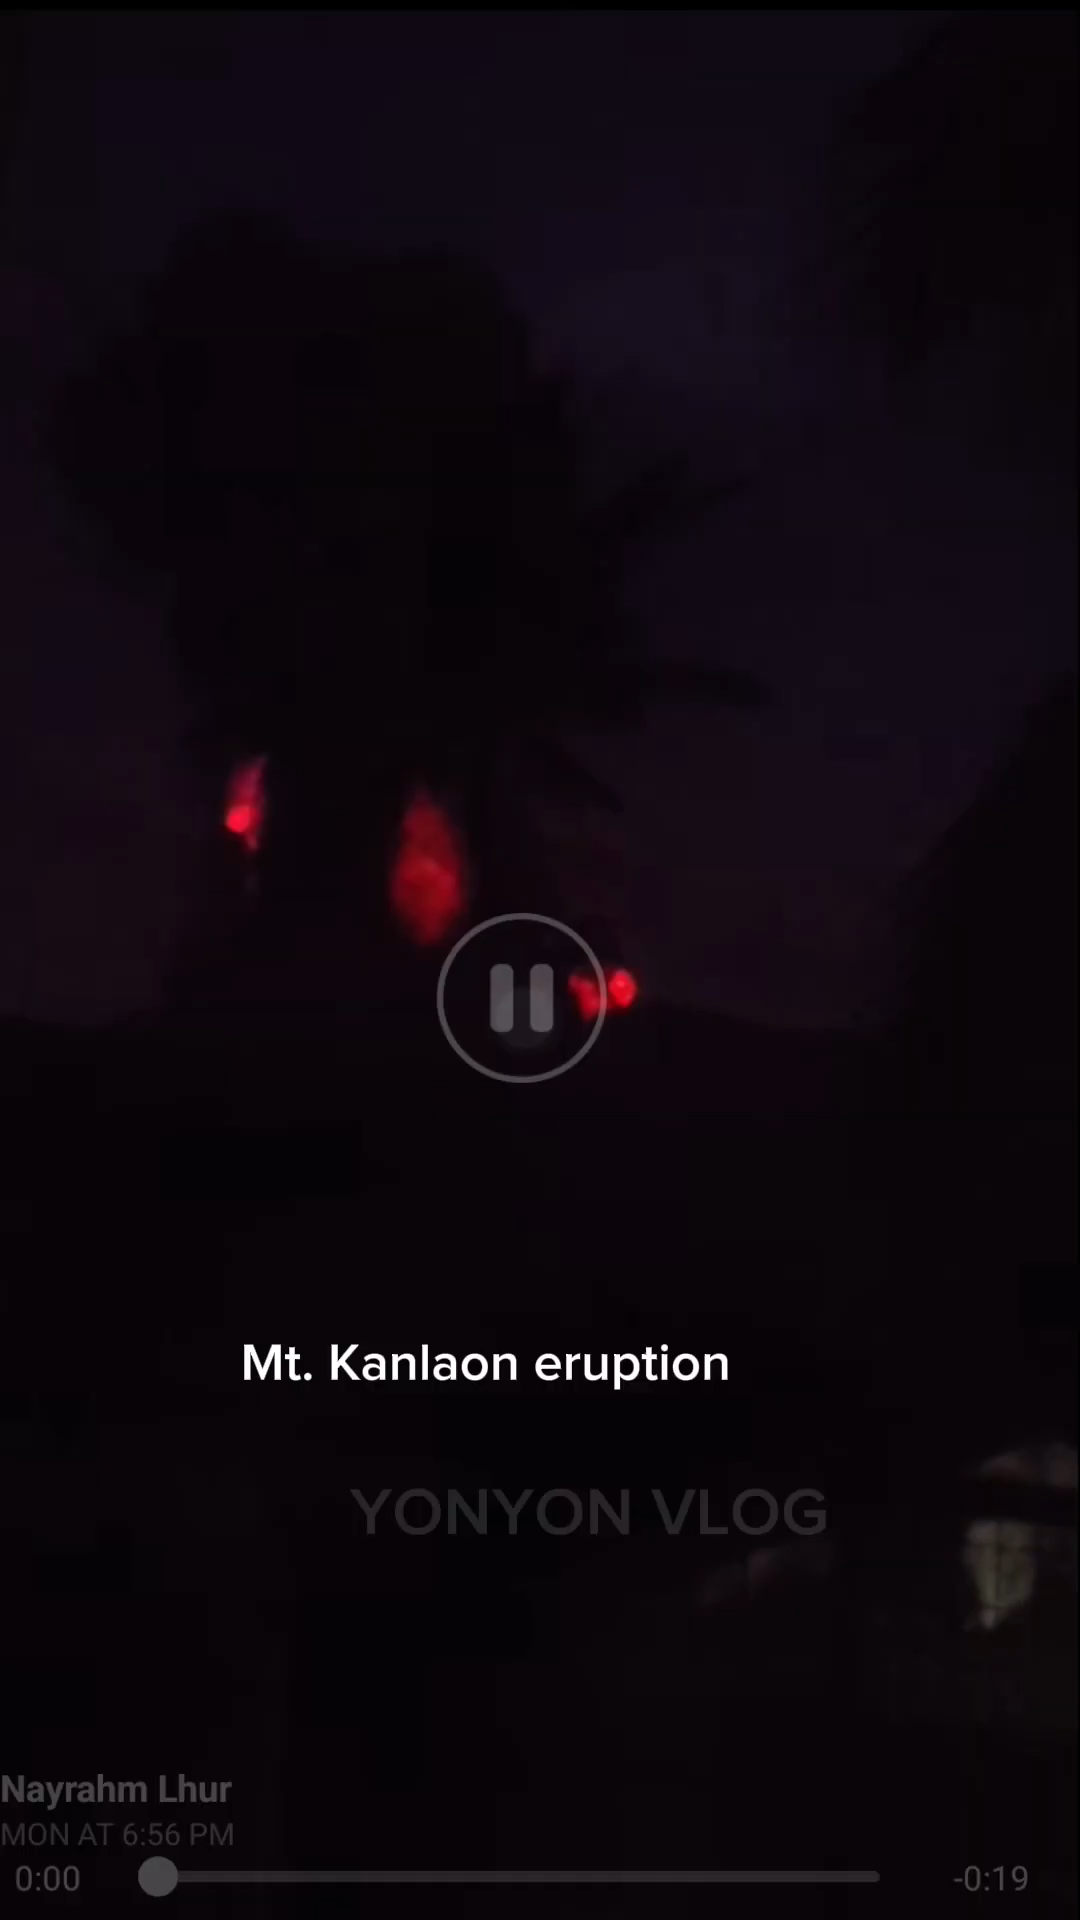 Mt. Kanlaon eruption
YONYON VLOG
Nayrahm Lhur
MON AT 6:56 PM
0:00
-0:19